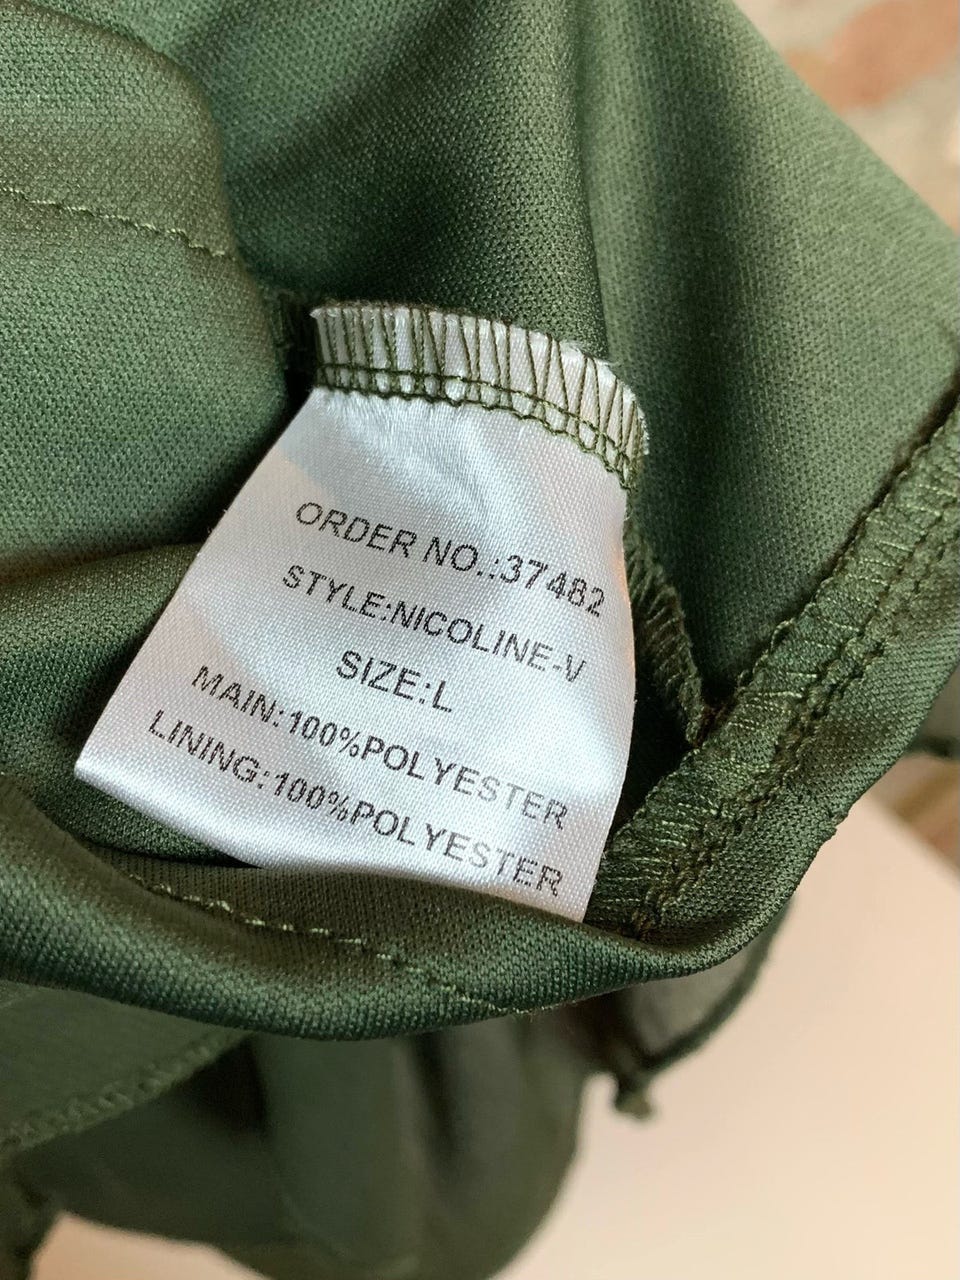 ORDER NO.:37482
STYLE:NICOLINE-V
SIZE:L
MAIN:100%POLYESTER
LINING:100%POLYESTER